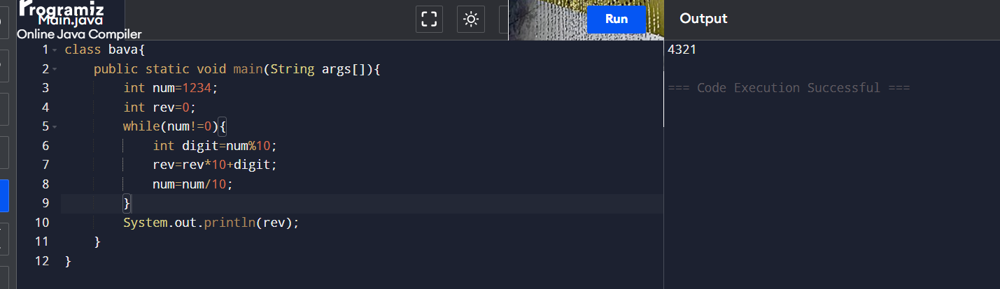 Programiz
Main.java
Online Java Compiler
Run
Output
1 class bava{
2 public static void main(String args[]){
3 int num=1234;
4 int rev=0;
5 while(num!=0){
6 int digit=num%10;
7 rev=rev*10+digit;
8 num=num/10;
9 }
10 System.out.println(rev);
11 }
12 }
4321
=== Code Execution Successful ===